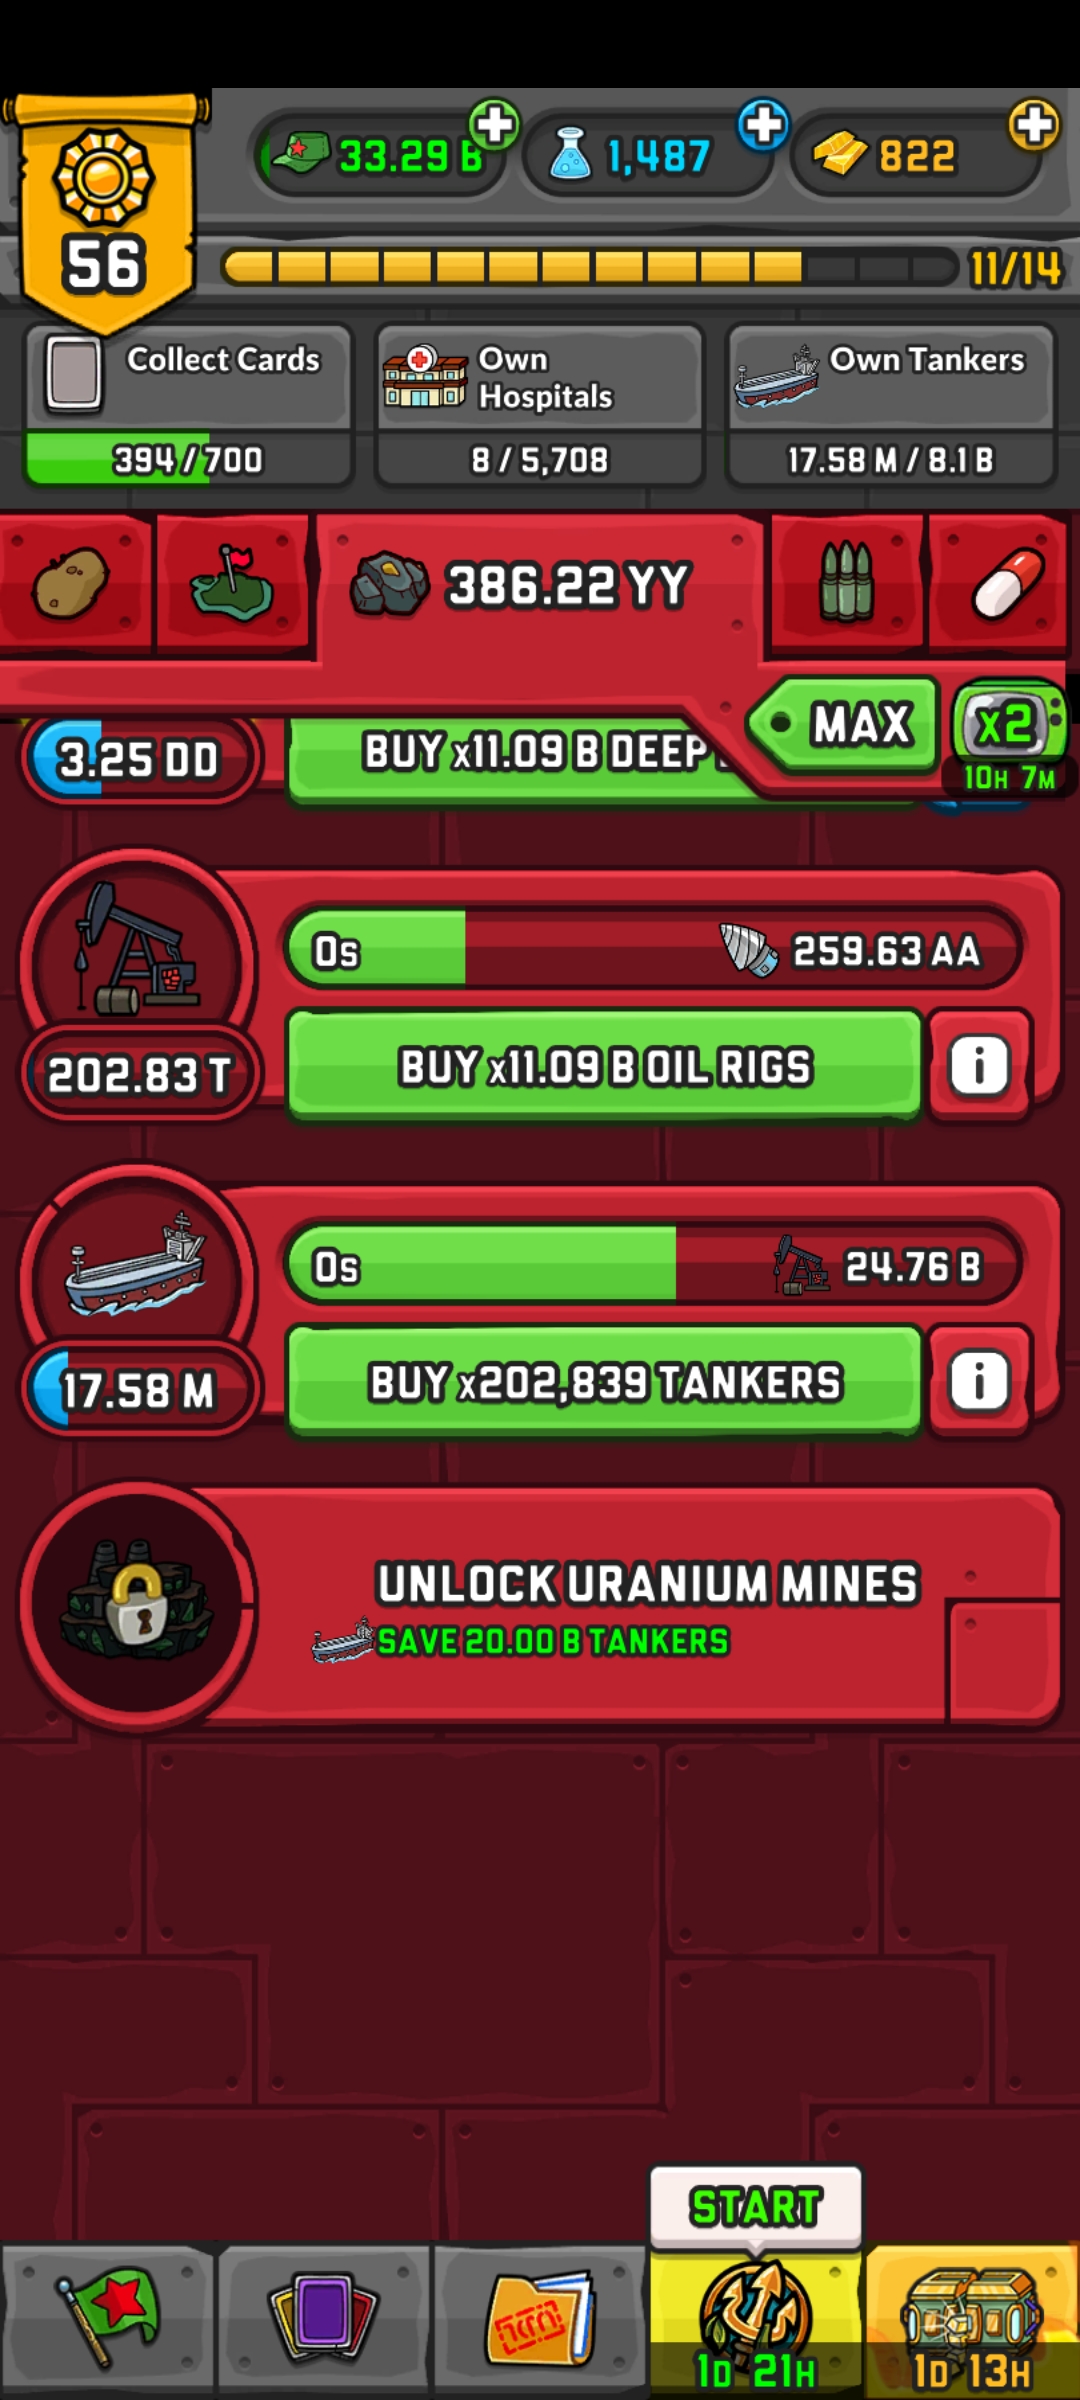 33.29 B
1,487
822
56
11/14
Collect Cards
394/700
Own
Hospitals
8/5,708
Own Tankers
17.58 M/8.1 B
386.22 YY
MAX
x2
10H 7M
3.25 DD
BUY x11.09 B DEEP
0s
259.63 AA
202.83 T
BUY x11.09 B OIL RIGS
i
0s
24.76 B
17.58 M
BUY x202,839 TANKERS
i
UNLOCK URANIUM MINES
SAVE 20.00 B TANKERS
START
1D 21H
1D 13H